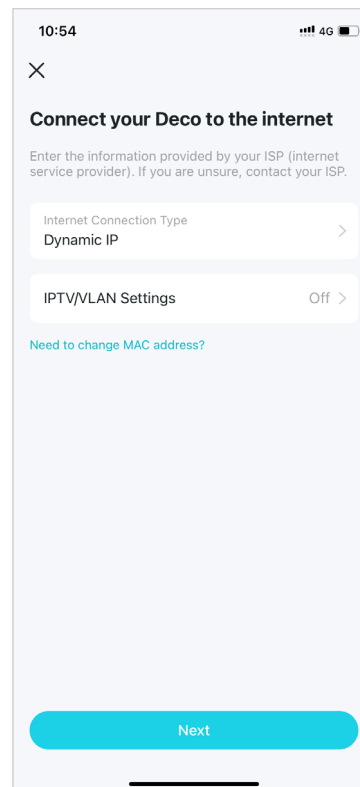 10:54
4G
Connect your Deco to the internet
Enter the information provided by your ISP (internet
service provider). If you are unsure, contact your ISP.
Internet Connection Type
Dynamic IP
IPTV/VLAN Settings
Off
Need to change MAC address?
Next